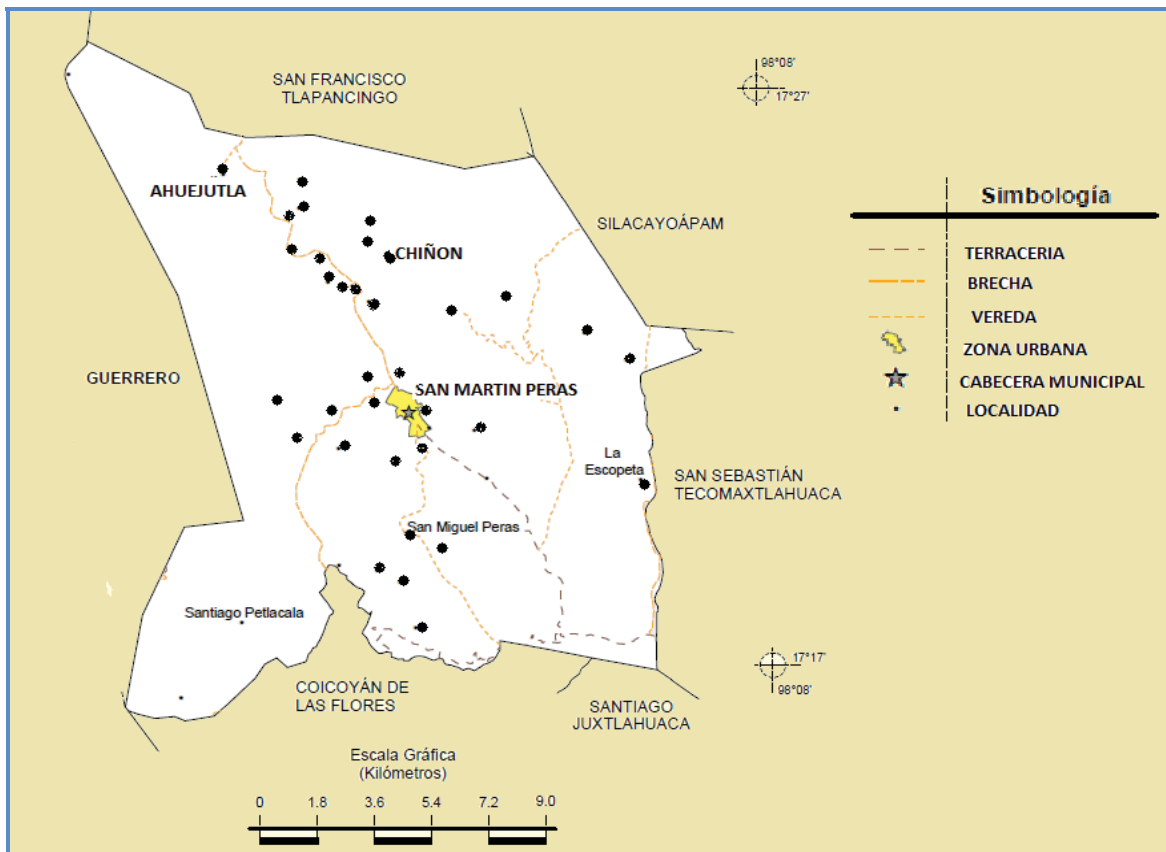 98°08'
17°27'
SAN FRANCISCO
TLAPANCINGO
AHUEJUTLA
CHIÑON
SILACAYOÁPAM
Simbología
TERRACERIA
BRECHA
VEREDA
ZONA URBANA
CABECERA MUNICIPAL
LOCALIDAD
GUERRERO
SAN MARTIN PERAS
La
Escopeta
SAN SEBASTIÁN
TECOMAXTLAHUACA
San Miguel Peras
Santiago Petlacala
COICOYÁN DE
LAS FLORES
SANTIAGO
JUXTLAHUACA
17°17'
98°08'
Escala Gráfica
(Kilómetros)
0 1.8 3.6 5.4 7.2 9.0